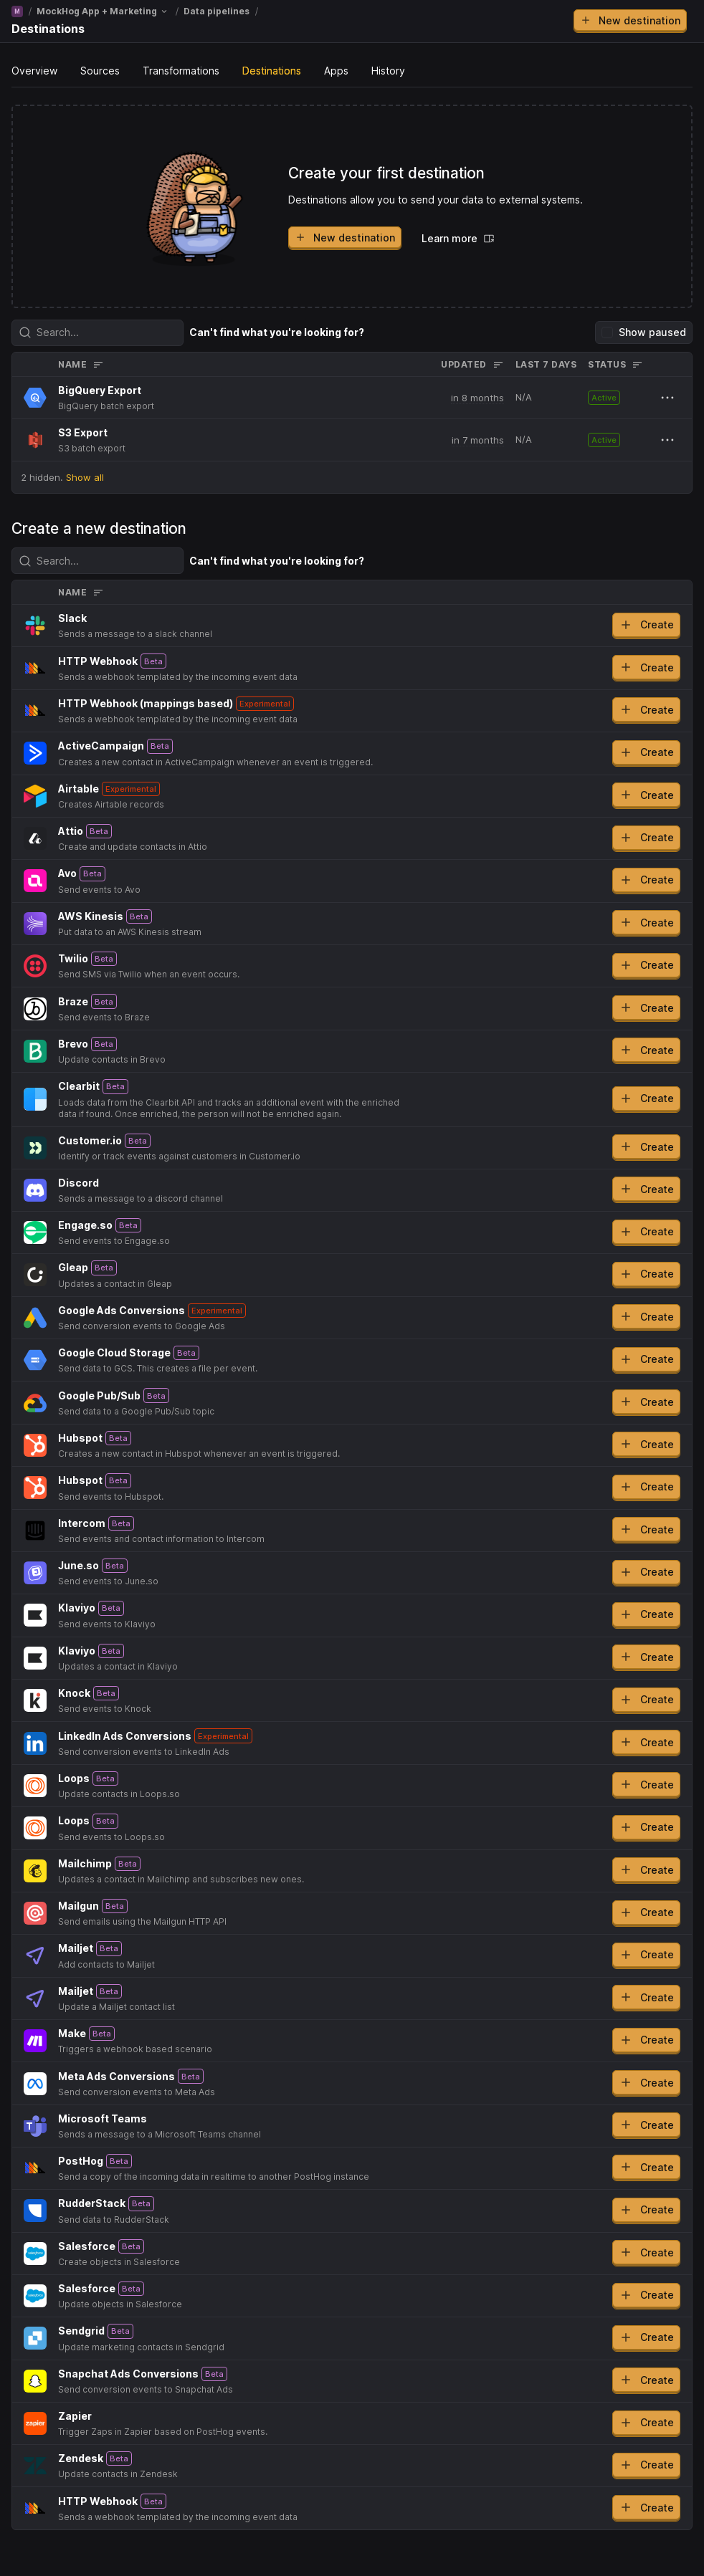 M / MockHog App + Marketing / Data pipelines /
Destinations
New destination
Overview Sources Transformations Destinations Apps History
Create your first destination
Destinations allow you to send your data to external systems.
New destination Learn more
Search... Can't find what you're looking for? Show paused
NAME UPDATED LAST 7 DAYS STATUS
BigQuery Export
BigQuery batch export
in 8 months N/A Active
S3 Export
S3 batch export
in 7 months N/A Active
2 hidden. Show all
Create a new destination
Search... Can't find what you're looking for?
NAME
Slack
Sends a message to a slack channel
Create
HTTP Webhook Beta
Sends a webhook templated by the incoming event data
Create
HTTP Webhook (mappings based) Experimental
Sends a webhook templated by the incoming event data
Create
ActiveCampaign Beta
Creates a new contact in ActiveCampaign whenever an event is triggered.
Create
Airtable Experimental
Creates Airtable records
Create
Attio Beta
Create and update contacts in Attio
Create
Avo Beta
Send events to Avo
Create
AWS Kinesis Beta
Put data to an AWS Kinesis stream
Create
Twilio Beta
Send SMS via Twilio when an event occurs.
Create
Braze Beta
Send events to Braze
Create
Brevo Beta
Update contacts in Brevo
Create
Clearbit Beta
Loads data from the Clearbit API and tracks an additional event with the enriched
data if found. Once enriched, the person will not be enriched again.
Create
Customer.io Beta
Identify or track events against customers in Customer.io
Create
Discord
Sends a message to a discord channel
Create
Engage.so Beta
Send events to Engage.so
Create
Gleap Beta
Updates a contact in Gleap
Create
Google Ads Conversions Experimental
Send conversion events to Google Ads
Create
Google Cloud Storage Beta
Send data to GCS. This creates a file per event.
Create
Google Pub/Sub Beta
Send data to a Google Pub/Sub topic
Create
Hubspot Beta
Creates a new contact in Hubspot whenever an event is triggered.
Create
Hubspot Beta
Send events to Hubspot.
Create
Intercom Beta
Send events and contact information to Intercom
Create
June.so Beta
Send events to June.so
Create
Klaviyo Beta
Send events to Klaviyo
Create
Klaviyo Beta
Updates a contact in Klaviyo
Create
Knock Beta
Send events to Knock
Create
LinkedIn Ads Conversions Experimental
Send conversion events to LinkedIn Ads
Create
Loops Beta
Update contacts in Loops.so
Create
Loops Beta
Send events to Loops.so
Create
Mailchimp Beta
Updates a contact in Mailchimp and subscribes new ones.
Create
Mailgun Beta
Send emails using the Mailgun HTTP API
Create
Mailjet Beta
Add contacts to Mailjet
Create
Mailjet Beta
Update a Mailjet contact list
Create
Make Beta
Triggers a webhook based scenario
Create
Meta Ads Conversions Beta
Send conversion events to Meta Ads
Create
Microsoft Teams
Sends a message to a Microsoft Teams channel
Create
PostHog Beta
Send a copy of the incoming data in realtime to another PostHog instance
Create
RudderStack Beta
Send data to RudderStack
Create
Salesforce Beta
Create objects in Salesforce
Create
Salesforce Beta
Update objects in Salesforce
Create
Sendgrid Beta
Update marketing contacts in Sendgrid
Create
Snapchat Ads Conversions Beta
Send conversion events to Snapchat Ads
Create
zapier
Zapier
Trigger Zaps in Zapier based on PostHog events.
Create
Zendesk Beta
Update contacts in Zendesk
Create
HTTP Webhook Beta
Sends a webhook templated by the incoming event data
Create